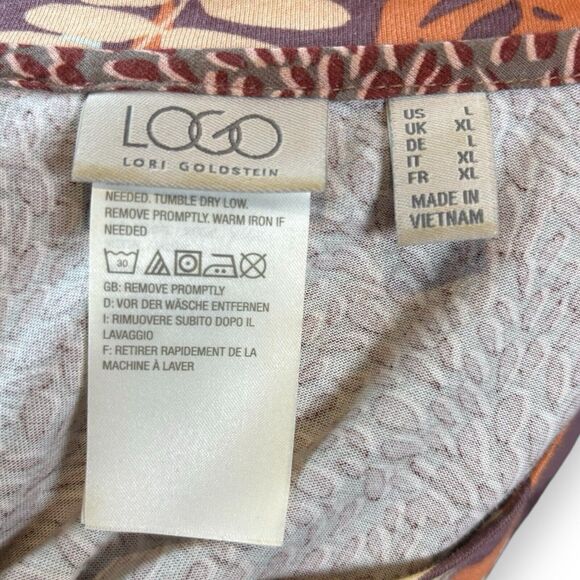 LOGO
LORI GOLDSTEIN
NEEDED. TUMBLE DRY LOW.
REMOVE PROMPTLY. WARM IRON IF
NEEDED
30
GB: REMOVE PROMPTLY
D: VOR DER WÄSCHE ENTFERNEN
I: RIMUOVERE SUBITO DOPO IL
LAVAGGIO
F: RETIRER RAPIDEMENT DE LA
MACHINE À LAVER
US L
UK XL
DE L
IT XL
FR XL
MADE IN
VIETNAM